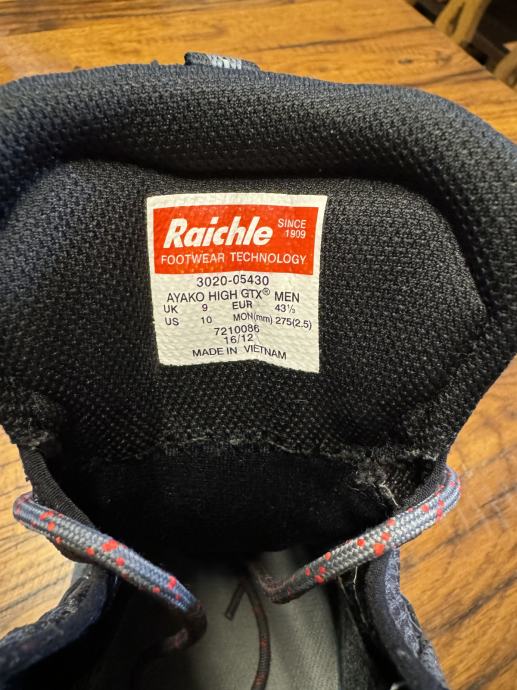 Raichle SINCE 1909
FOOTWEAR TECHNOLOGY
3020-05430
AYAKO HIGH GTX® MEN
UK 9 EUR 43⅓
US 10 MON(mm) 275(2.5)
7210086
16/12
MADE IN VIETNAM